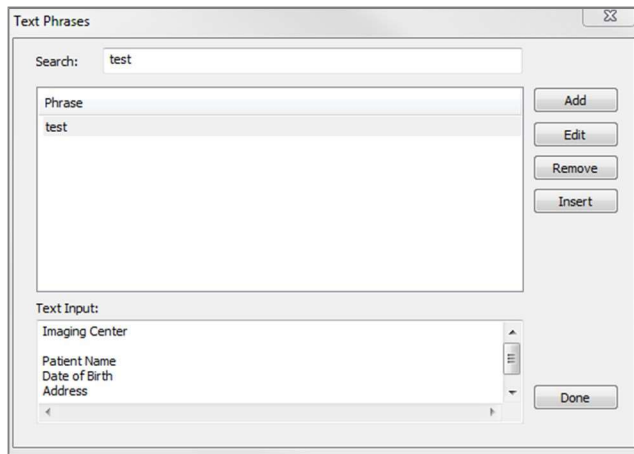 Text Phrases
Search: test
Phrase
test
Add
Edit
Remove
Insert
Text Input:
Imaging Center
Patient Name
Date of Birth
Address
Done